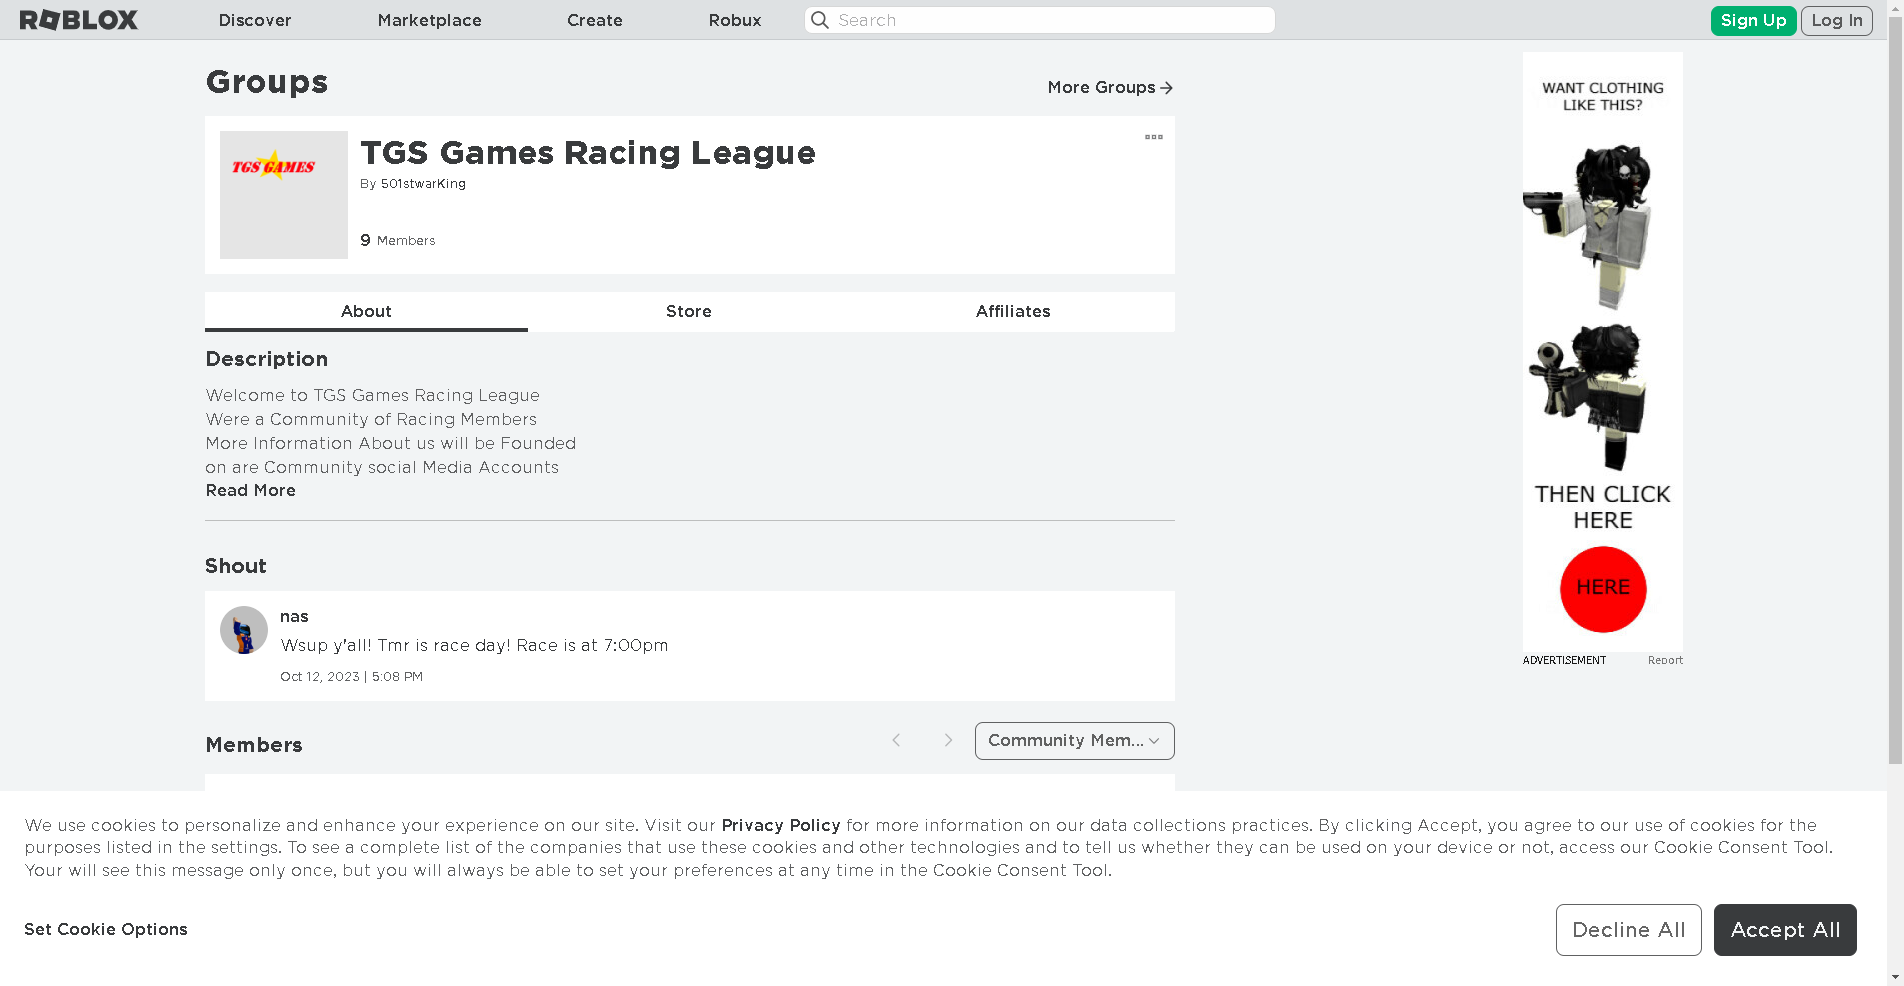 ROBLOX
Discover
Marketplace
Create
Robux
Search
Sign Up
Log In
Groups
More Groups
TGS GAMES
TGS Games Racing League
By 501stwarKing
9 Members
About
Store
Affiliates
Description
Welcome to TGS Games Racing League
Were a Community of Racing Members
More Information About us will be Founded
on are Community social Media Accounts
Read More
Shout
nas
Wsup y'all! Tmr is race day! Race is at 7:00pm
Oct 12, 2023 | 5:08 PM
Members
Community Mem...
WANT CLOTHING
LIKE THIS?
THEN CLICK
HERE
HERE
ADVERTISEMENT
Report
We use cookies to personalize and enhance your experience on our site. Visit our Privacy Policy for more information on our data collections practices. By clicking Accept, you agree to our use of cookies for the
purposes listed in the settings. To see a complete list of the companies that use these cookies and other technologies and to tell us whether they can be used on your device or not, access our Cookie Consent Tool.
Your will see this message only once, but you will always be able to set your preferences at any time in the Cookie Consent Tool.
Set Cookie Options
Decline All
Accept All